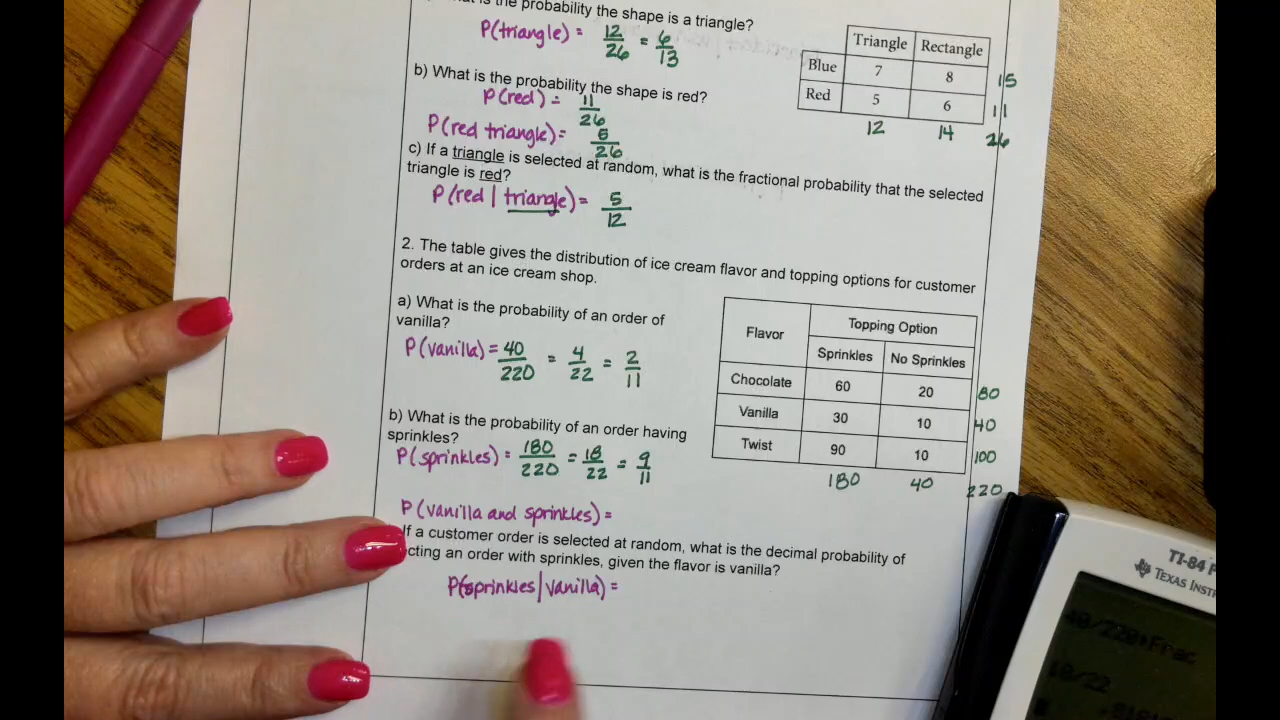 is the probability the shape is a triangle?
P(triangle) = 12/26 = 6/13
Triangle Rectangle
Blue 7 8 15
Red 5 6 11
12 14 26
b) What is the probability the shape is red?
P(red) = 11/26
P(red triangle) = 5/26
c) If a triangle is selected at random, what is the fractional probability that the selected
triangle is red?
P(red | triangle) = 5/12
2. The table gives the distribution of ice cream flavor and topping options for customer
orders at an ice cream shop.
a) What is the probability of an order of
vanilla?
P(vanilla) = 40/220 = 4/22 = 2/11
b) What is the probability of an order having
sprinkles?
P(sprinkles) = 180/220 = 18/22 = 9/11
Flavor Topping Option
Sprinkles No Sprinkles
Chocolate 60 20 80
Vanilla 30 10 40
Twist 90 10 100
180 40 220
P(vanilla and sprinkles) =
If a customer order is selected at random, what is the decimal probability of
cting an order with sprinkles, given the flavor is vanilla?
P(sprinkles | vanilla) =
TI-84 P
TEXAS INST
40/220▸Frac
18/22